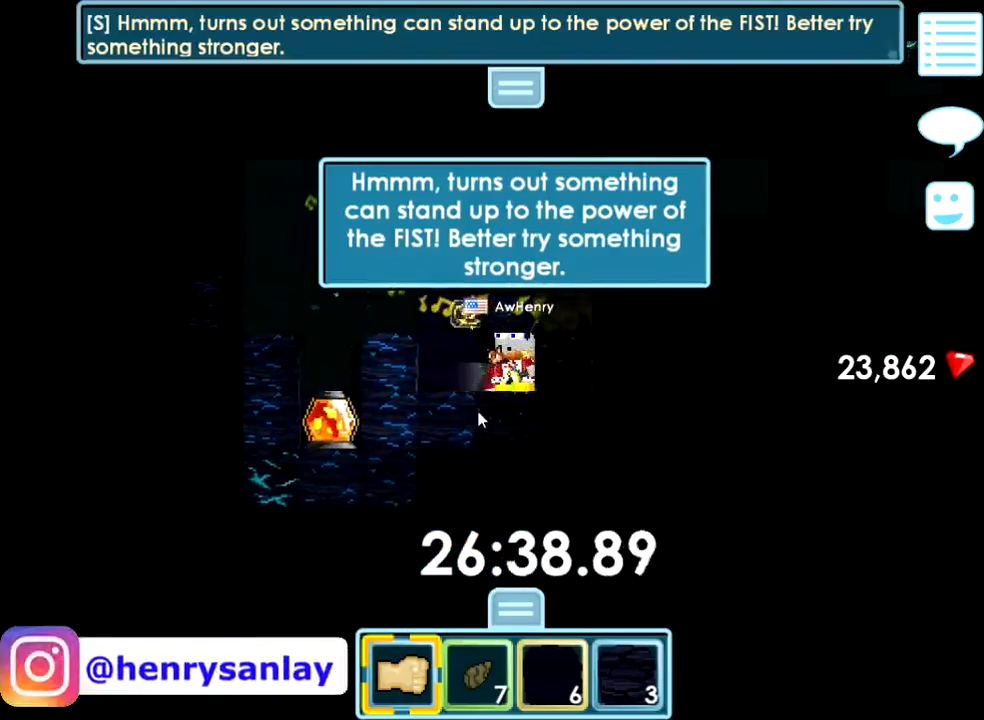 [S] Hmmm, turns out something can stand up to the power of the FIST! Better try
something stronger.
Hmmm, turns out something
can stand up to the power of
the FIST! Better try something
stronger.
AwHenry
23,862
26:38.89
@henrysanlay
7
6
3